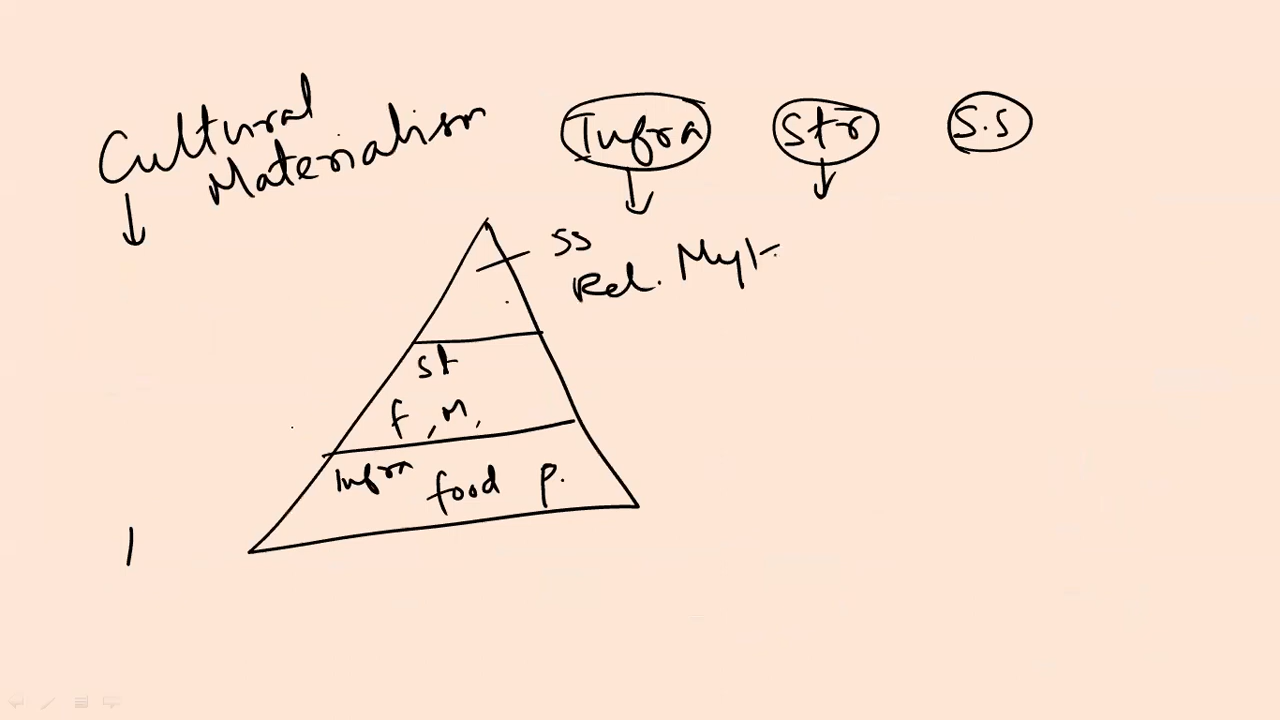 Cultural
Materialism
Infra
Str
S.S
SS
Rel. Myt.
St
f, M,
Infra food p.